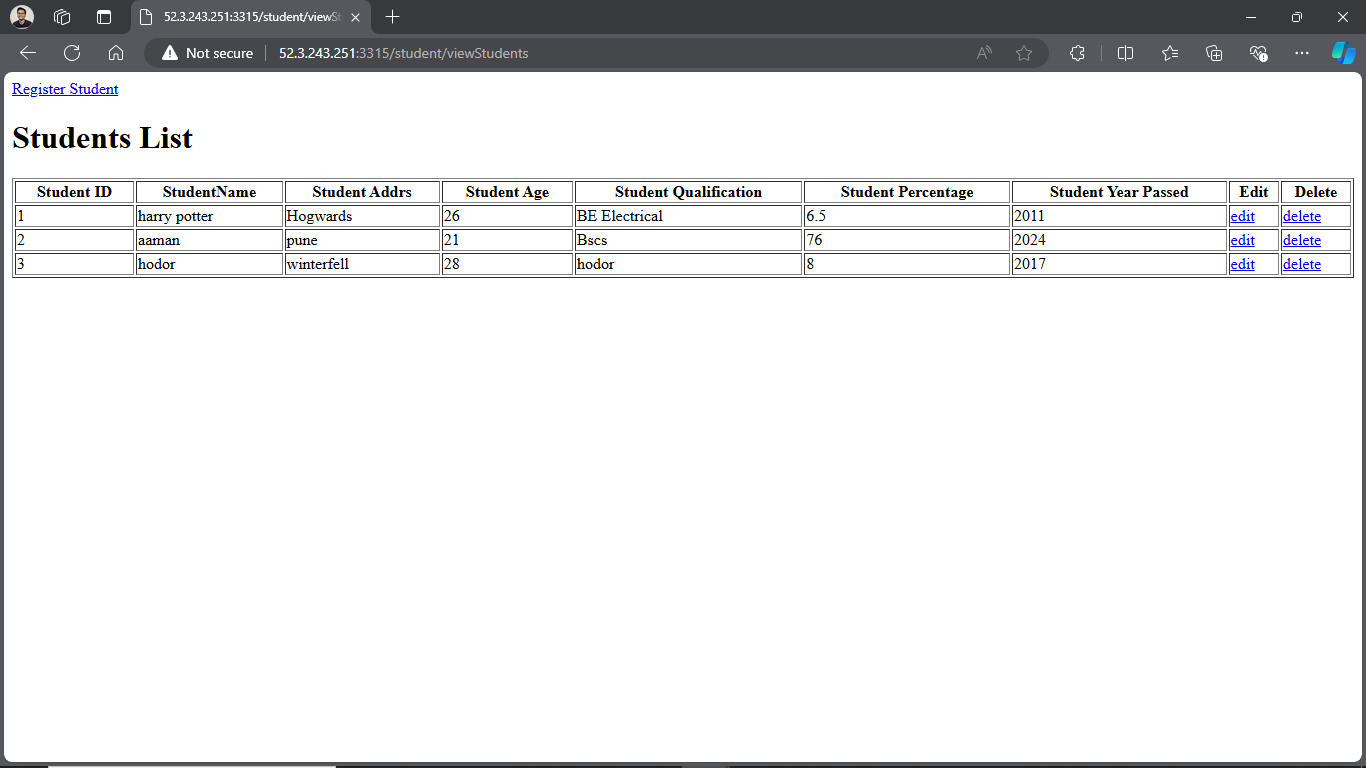 52.3.243.251:3315/student/viewSt
Not secure 52.3.243.251:3315/student/viewStudents
Register Student
Students List
Student ID StudentName Student Addrs Student Age Student Qualification Student Percentage Student Year Passed Edit Delete
1 harry potter Hogwards 26 BE Electrical 6.5 2011 edit delete
2 aaman pune 21 Bscs 76 2024 edit delete
3 hodor winterfell 28 hodor 8 2017 edit delete